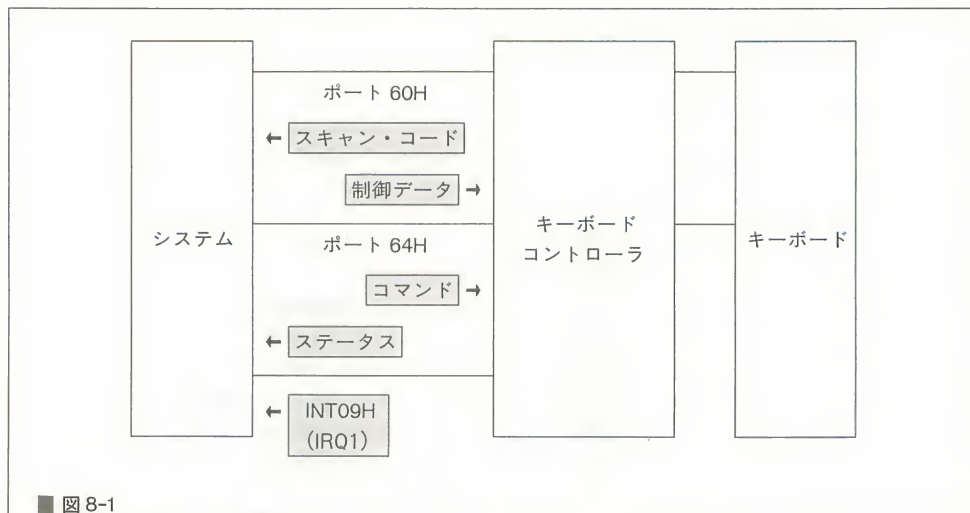 ポート 60H
← スキャン・コード
制御データ →
システム
キーボード
コントローラ
キーボード
ポート 64H
コマンド →
← ステータス
← INT09H
(IRQ1)
■ 図 8-1